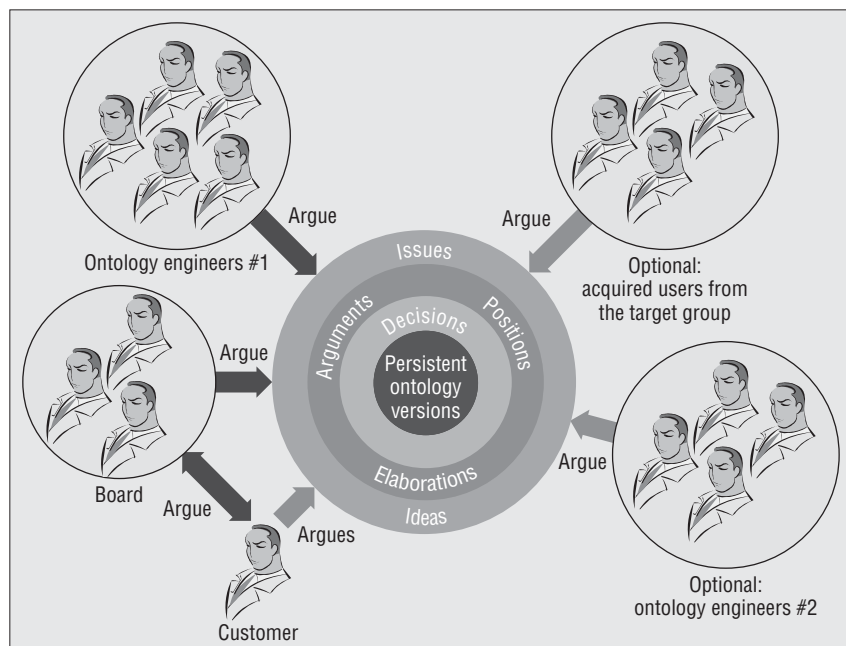 Argue
Ontology engineers #1
Argue
Optional:
acquired users from
the target group
Issues
Arguments
Positions
Decisions
Persistent
ontology
versions
Elaborations
Ideas
Argue
Board
Argue
Argues
Customer
Argue
Optional:
ontology engineers #2